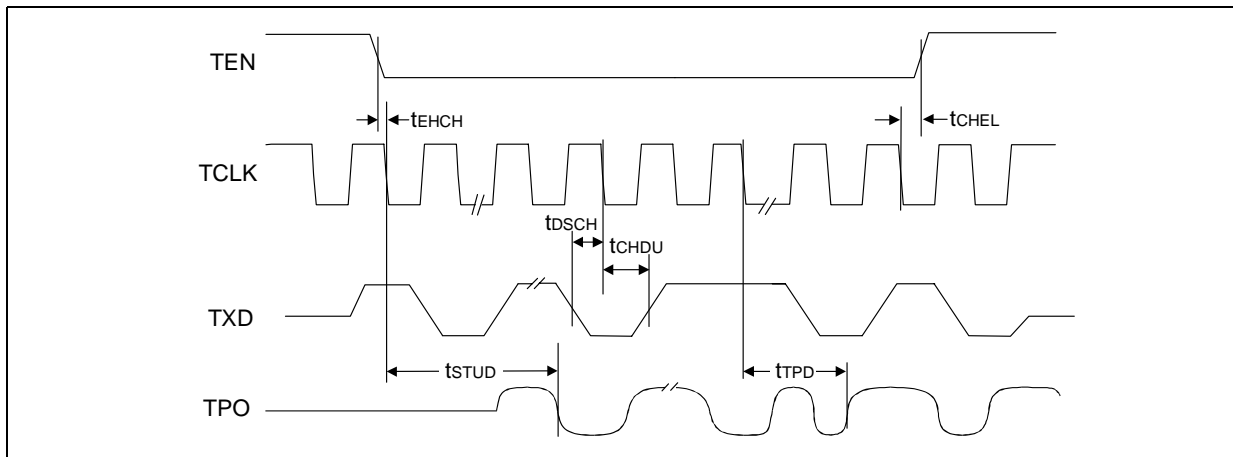 TEN
tEHCH
tCHEL
TCLK
tDSCH
tCHDU
TXD
tSTUD
tTPD
TPO